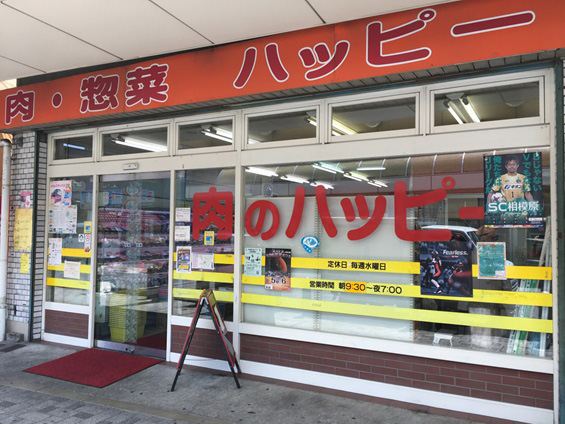 肉・惣菜 ハッピー
肉のハッピー
SC相模原
定休日 毎週水曜日
営業時間 朝9:30〜夜7:00
Fearless.